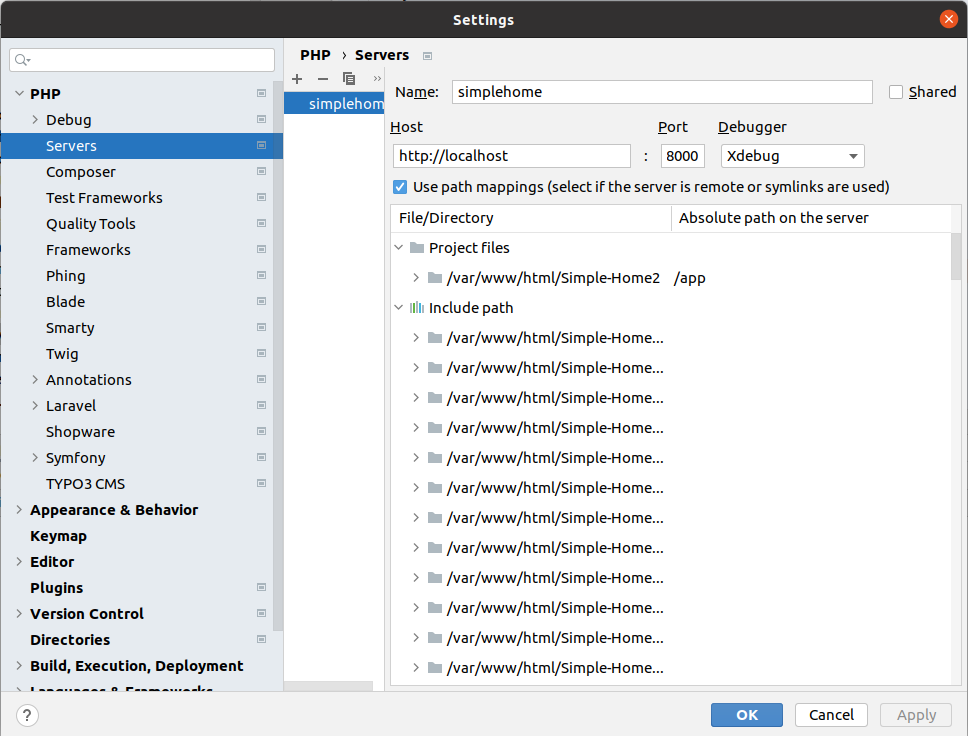 Settings
PHP › Servers
PHP
Debug
Servers
Composer
Test Frameworks
Quality Tools
Frameworks
Phing
Blade
Smarty
Twig
Annotations
Laravel
Shopware
Symfony
TYPO3 CMS
Appearance & Behavior
Keymap
Editor
Plugins
Version Control
Directories
Build, Execution, Deployment
Languages & Frameworks
simplehom
Name: simplehome Shared
Host Port Debugger
http://localhost : 8000 Xdebug
Use path mappings (select if the server is remote or symlinks are used)
File/Directory Absolute path on the server
Project files
/var/www/html/Simple-Home2 /app
Include path
/var/www/html/Simple-Home...
/var/www/html/Simple-Home...
/var/www/html/Simple-Home...
/var/www/html/Simple-Home...
/var/www/html/Simple-Home...
/var/www/html/Simple-Home...
/var/www/html/Simple-Home...
/var/www/html/Simple-Home...
/var/www/html/Simple-Home...
/var/www/html/Simple-Home...
/var/www/html/Simple-Home...
/var/www/html/Simple-Home...
? OK Cancel Apply